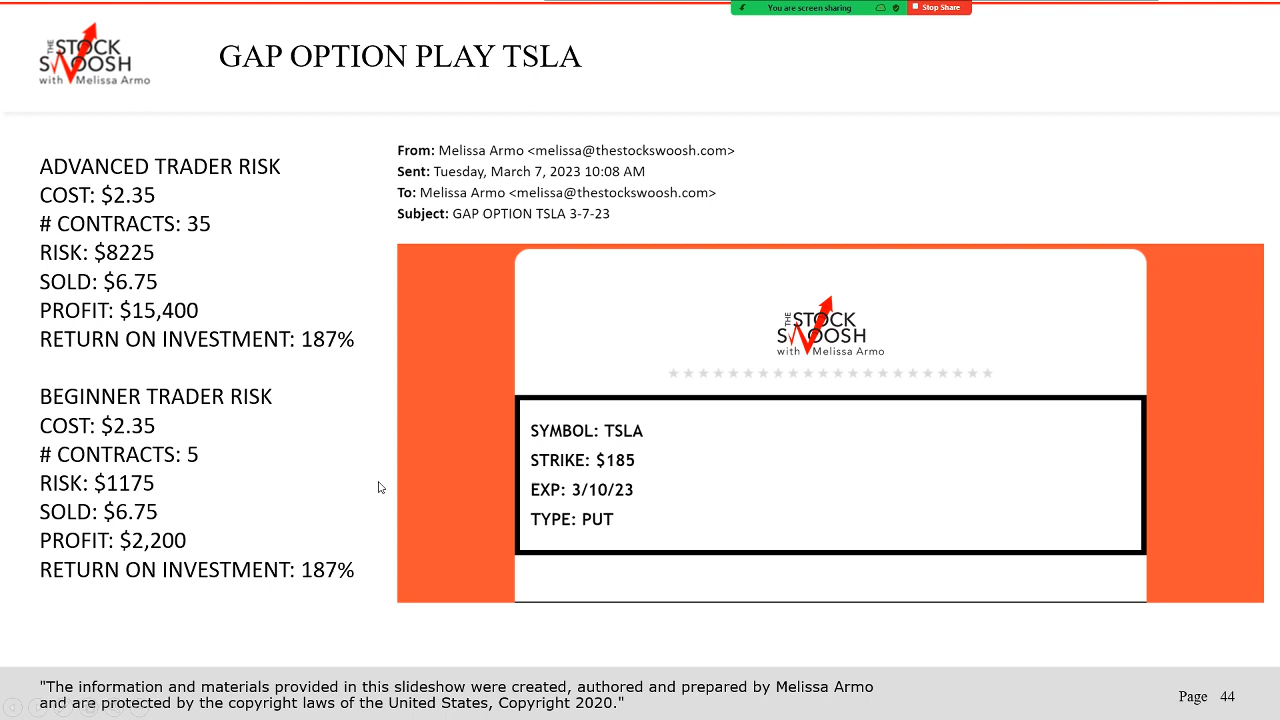 You are screen sharing
Stop Share
THE STOCK SWOOSH
with Melissa Armo
GAP OPTION PLAY TSLA
ADVANCED TRADER RISK
COST: $2.35
# CONTRACTS: 35
RISK: $8225
SOLD: $6.75
PROFIT: $15,400
RETURN ON INVESTMENT: 187%
BEGINNER TRADER RISK
COST: $2.35
# CONTRACTS: 5
RISK: $1175
SOLD: $6.75
PROFIT: $2,200
RETURN ON INVESTMENT: 187%
From: Melissa Armo <melissa@thestockswoosh.com>
Sent: Tuesday, March 7, 2023 10:08 AM
To: Melissa Armo <melissa@thestockswoosh.com>
Subject: GAP OPTION TSLA 3-7-23
THE STOCK
SWOOSH
with Melissa Armo
SYMBOL: TSLA
STRIKE: $185
EXP: 3/10/23
TYPE: PUT
"The information and materials provided in this slideshow were created, authored and prepared by Melissa Armo
and are protected by the copyright laws of the United States, Copyright 2020."
Page 44